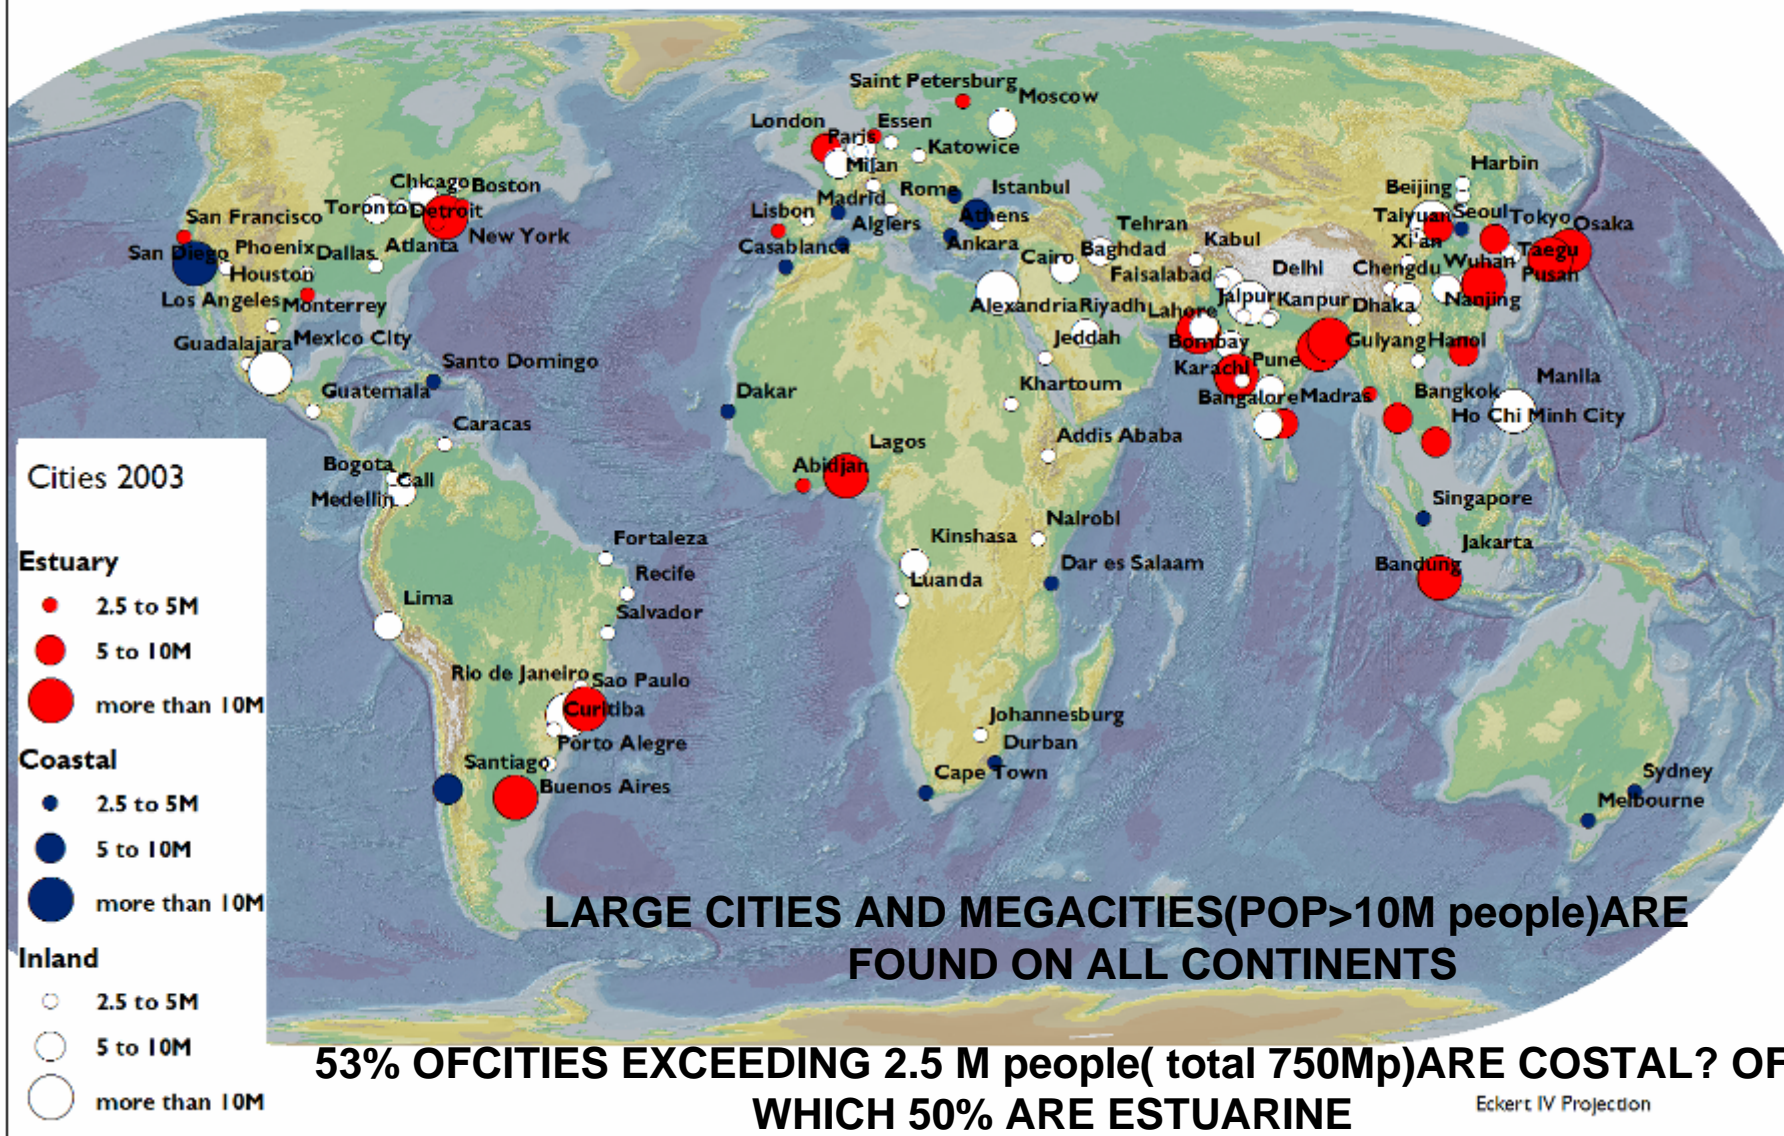 Saint Petersburg
Moscow
London
Essen
Paris
Katowice
Milan
Harbin
Chicago
Boston
Madrid
Rome
Istanbul
Beijing
San Francisco
Toronto
Detroit
Lisbon
Algiers
Athens
Tehran
Taiyuan
Seoul
Tokyo
Osaka
New York
San Diego
Phoenix
Dallas
Atlanta
Casablanca
Ankara
Baghdad
Kabul
Xi'an
Taegu
Houston
Cairo
Faisalabad
Delhi
Chengdu
Wuhan
Pusan
Los Angeles
Monterrey
Alexandria
Riyadh
Lahore
Jaipur
Kanpur
Dhaka
Nanjing
Guadalajara
Mexico City
Jeddah
Bombay
Guiyang
Hanoi
Santo Domingo
Karachi
Pune
Guatemala
Dakar
Khartoum
Bangalore
Madras
Bangkok
Manila
Ho Chi Minh City
Caracas
Lagos
Addis Ababa
Bogota
Cali
Abidjan
Medellin
Singapore
Fortaleza
Kinshasa
Nairobi
Jakarta
Recife
Luanda
Dar es Salaam
Bandung
Lima
Salvador
Rio de Janeiro
Sao Paulo
Curitiba
Johannesburg
Porto Alegre
Durban
Santiago
Cape Town
Sydney
Buenos Aires
Melbourne
Cities 2003
Estuary
2.5 to 5M
5 to 10M
more than 10M
Coastal
2.5 to 5M
5 to 10M
more than 10M
Inland
2.5 to 5M
5 to 10M
more than 10M
LARGE CITIES AND MEGACITIES(POP>10M people)ARE
FOUND ON ALL CONTINENTS
53% OFCITIES EXCEEDING 2.5 M people( total 750Mp)ARE COSTAL? OF
WHICH 50% ARE ESTUARINE
Eckert IV Projection